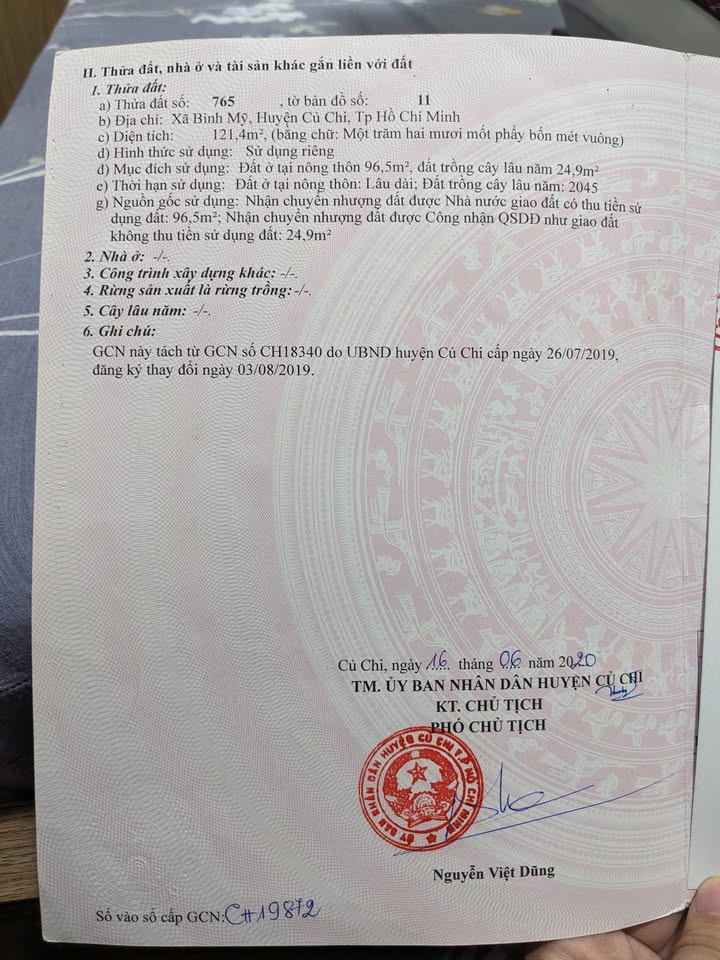 II. Thửa đất, nhà ở và tài sản khác gắn liền với đất
1. Thửa đất:
a) Thửa đất số: 765 , tờ bản đồ số: 11
b) Địa chỉ: Xã Bình Mỹ, Huyện Củ Chi, Tp Hồ Chí Minh
c) Diện tích: 121,4m², (bằng chữ: Một trăm hai mươi mốt phẩy bốn mét vuông)
d) Hình thức sử dụng: Sử dụng riêng
đ) Mục đích sử dụng: Đất ở tại nông thôn 96,5m², đất trồng cây lâu năm 24,9m²
e) Thời hạn sử dụng: Đất ở tại nông thôn: Lâu dài; Đất trồng cây lâu năm: 2045
g) Nguồn gốc sử dụng: Nhận chuyển nhượng đất được Nhà nước giao đất có thu tiền sử
dụng đất: 96,5m²; Nhận chuyển nhượng đất được Công nhận QSDĐ như giao đất
không thu tiền sử dụng đất: 24,9m²
2. Nhà ở: -/-.
3. Công trình xây dựng khác: -/-.
4. Rừng sản xuất là rừng trồng: -/-.
5. Cây lâu năm: -/-.
6. Ghi chú:
GCN này tách từ GCN số CH18340 do UBND huyện Củ Chi cấp ngày 26/07/2019,
đăng ký thay đổi ngày 03/08/2019.
Củ Chi, ngày 16 tháng 06 năm 2020
TM. ỦY BAN NHÂN DÂN HUYỆN CỦ CHI
KT. CHỦ TỊCH
PHÓ CHỦ TỊCH
ỦY BAN NHÂN DÂN HUYỆN CỦ CHI T.P HỒ CHÍ MINH
Nguyễn Việt Dũng
Số vào sổ cấp GCN: CH19872